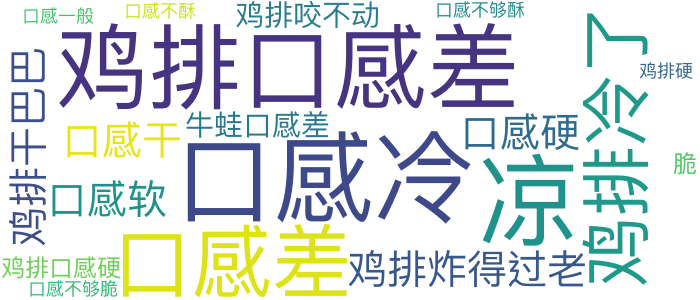 口感一般
口感不酥
鸡排咬不动
口感不够酥
鸡排口感差
鸡排冷了
鸡排硬
鸡排干巴巴
口感干
牛蛙口感差
口感硬
口感软
口感冷
凉
脆
口感差
鸡排炸得过老
鸡排口感硬
口感不够脆